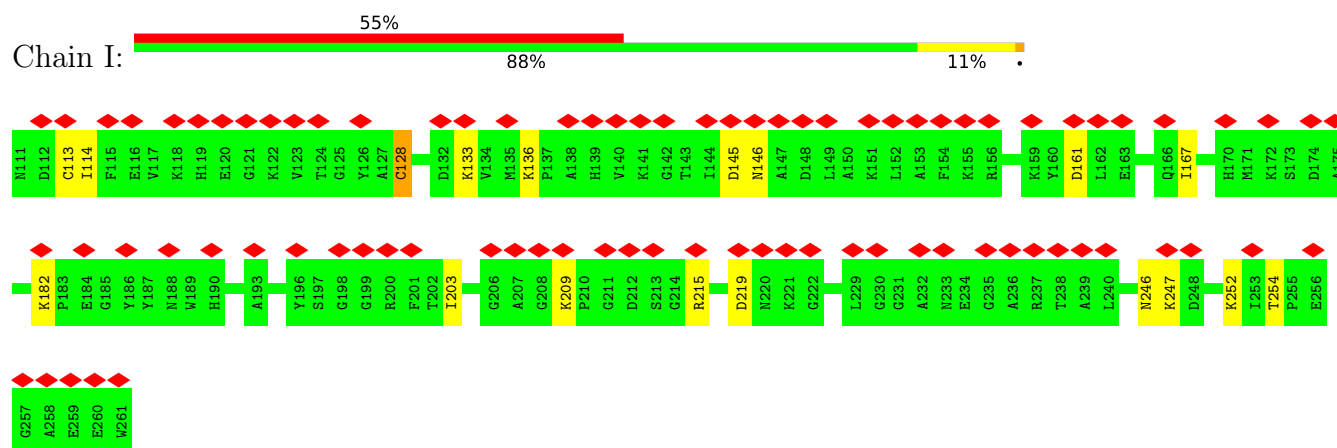 55%
Chain I:
88% 11% •
N111 D112 C113 I114 F115 E116 V117 K118 H119 E120 G121 K122 V123 T124 G125 Y126 A127 C128 D132 K133 V134 M135 K136 P137 A138 H139 V140 K141 G142 T143 I144 D145 N146 A147 D148 L149 A150 K151 L152 A153 F154 K155 R156 K159 Y160 D161 L162 E163 Q166 I167 H170 M171 K172 S173 D174 A175
K182 P183 E184 G185 Y186 Y187 N188 W189 H190 A193 Y196 S197 G198 G199 R200 F201 T202 I203 G206 A207 G208 K209 P210 G211 D212 S213 G214 R215 D219 N220 K221 G222 L229 G230 G231 A232 N233 E234 G235 A236 R237 T238 A239 L240 N246 K247 D248 K252 I253 T254 P255 E256
G257 A258 E259 E260 W261